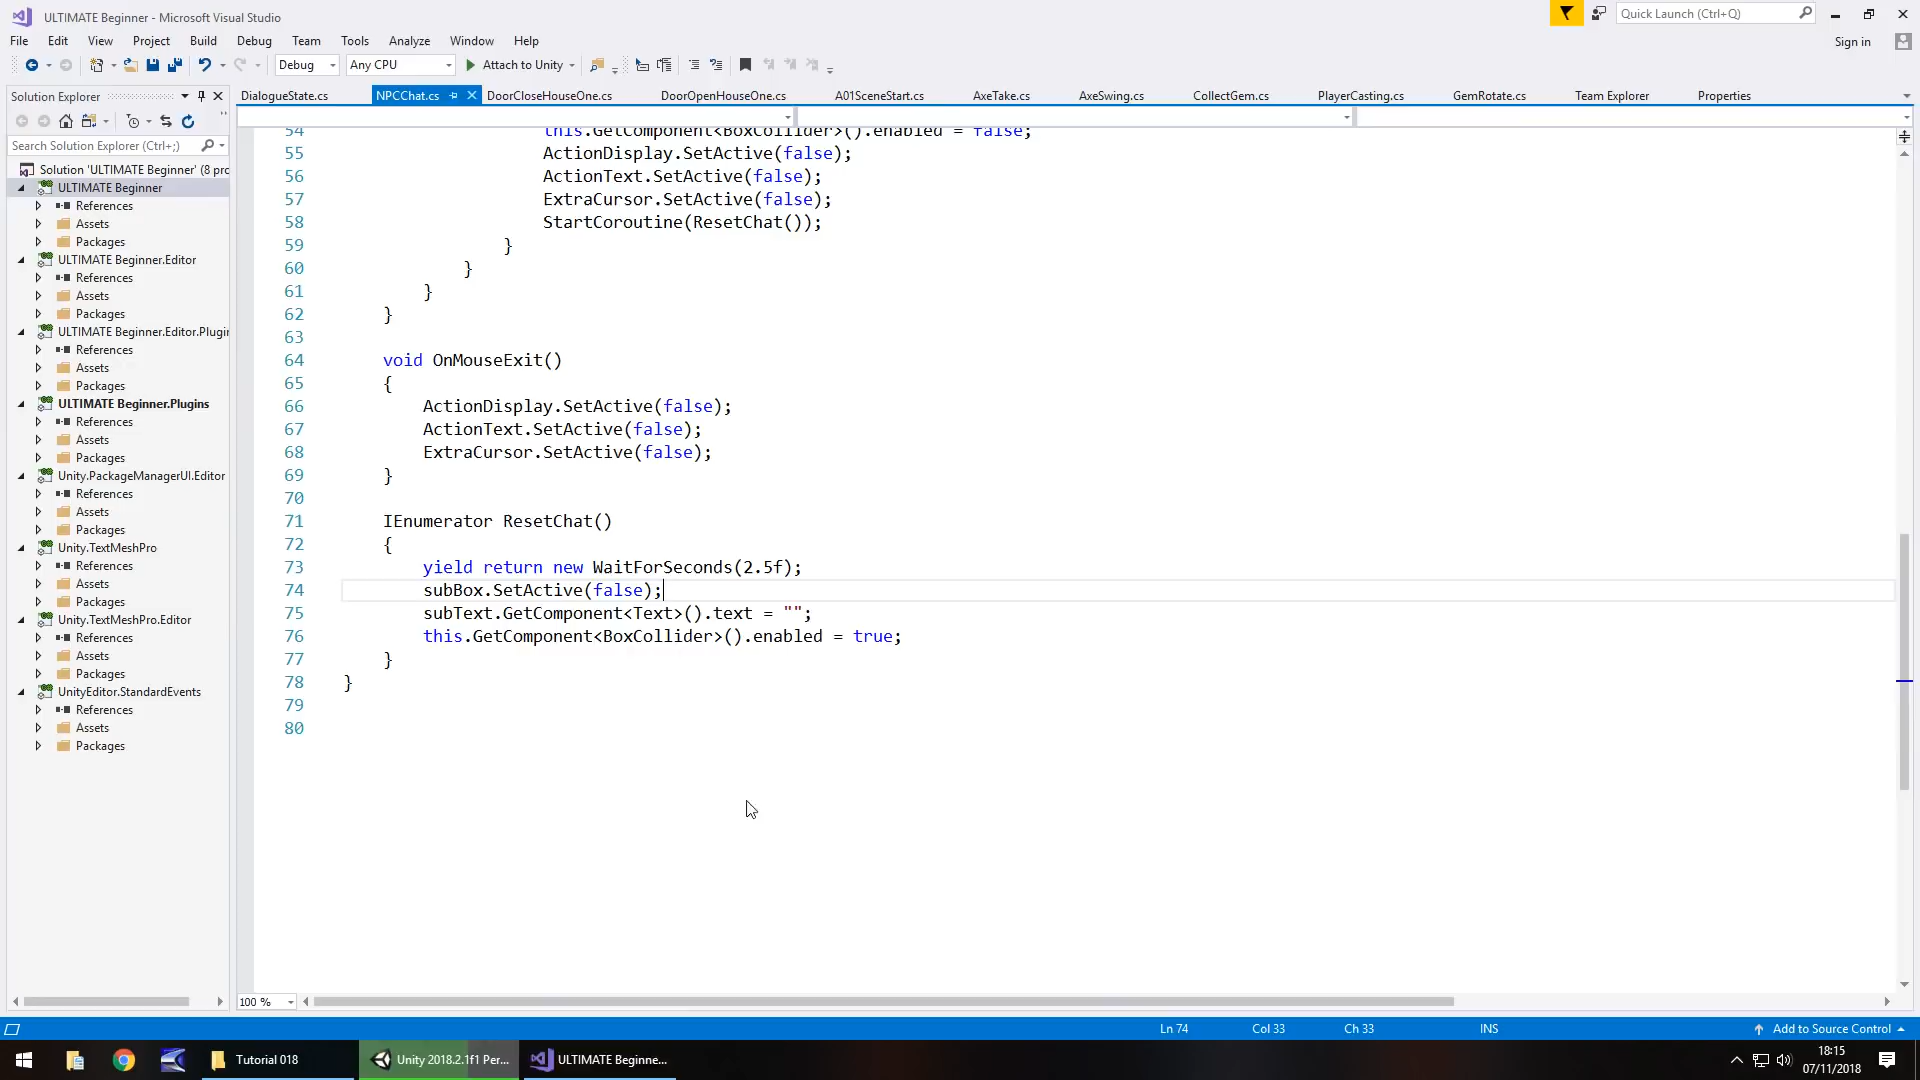 ULTIMATE Beginner - Microsoft Visual Studio
Quick Launch (Ctrl+Q)
File Edit View Project Build Debug Team Tools Analyze Window Help
Sign in
Debug Any CPU Attach to Unity
Solution Explorer
DialogueState.cs NPCChat.cs DoorCloseHouseOne.cs DoorOpenHouseOne.cs A01SceneStart.cs AxeTake.cs AxeSwing.cs CollectGem.cs PlayerCasting.cs GemRotate.cs Team Explorer Properties
Search Solution Explorer (Ctrl+;)
Solution 'ULTIMATE Beginner' (8 pro
ULTIMATE Beginner
References
Assets
Packages
ULTIMATE Beginner.Editor
References
Assets
Packages
ULTIMATE Beginner.Editor.Plugin
References
Assets
Packages
ULTIMATE Beginner.Plugins
References
Assets
Packages
Unity.PackageManagerUI.Editor
References
Assets
Packages
Unity.TextMeshPro
References
Assets
Packages
Unity.TextMeshPro.Editor
References
Assets
Packages
UnityEditor.StandardEvents
References
Assets
Packages
54 this.GetComponent<BoxCollider>().enabled = false;
55 ActionDisplay.SetActive(false);
56 ActionText.SetActive(false);
57 ExtraCursor.SetActive(false);
58 StartCoroutine(ResetChat());
59 }
60 }
61 }
62 }
63
64 void OnMouseExit()
65 {
66 ActionDisplay.SetActive(false);
67 ActionText.SetActive(false);
68 ExtraCursor.SetActive(false);
69 }
70
71 IEnumerator ResetChat()
72 {
73 yield return new WaitForSeconds(2.5f);
74 subBox.SetActive(false);
75 subText.GetComponent<Text>().text = "";
76 this.GetComponent<BoxCollider>().enabled = true;
77 }
78 }
79
80
100 %
Ln 74 Col 33 Ch 33 INS Add to Source Control
Tutorial 018 Unity 2018.2.1f1 Per... ULTIMATE Beginne...
18:15
07/11/2018